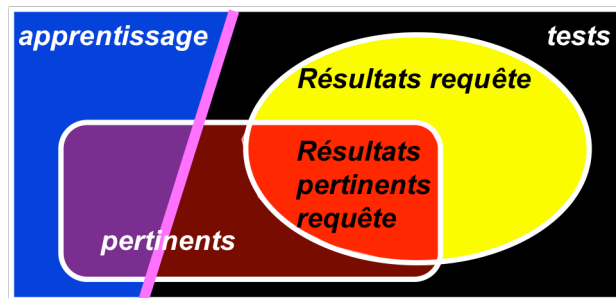 apprentissage
tests
Résultats requête
Résultats
pertinents
requête
pertinents